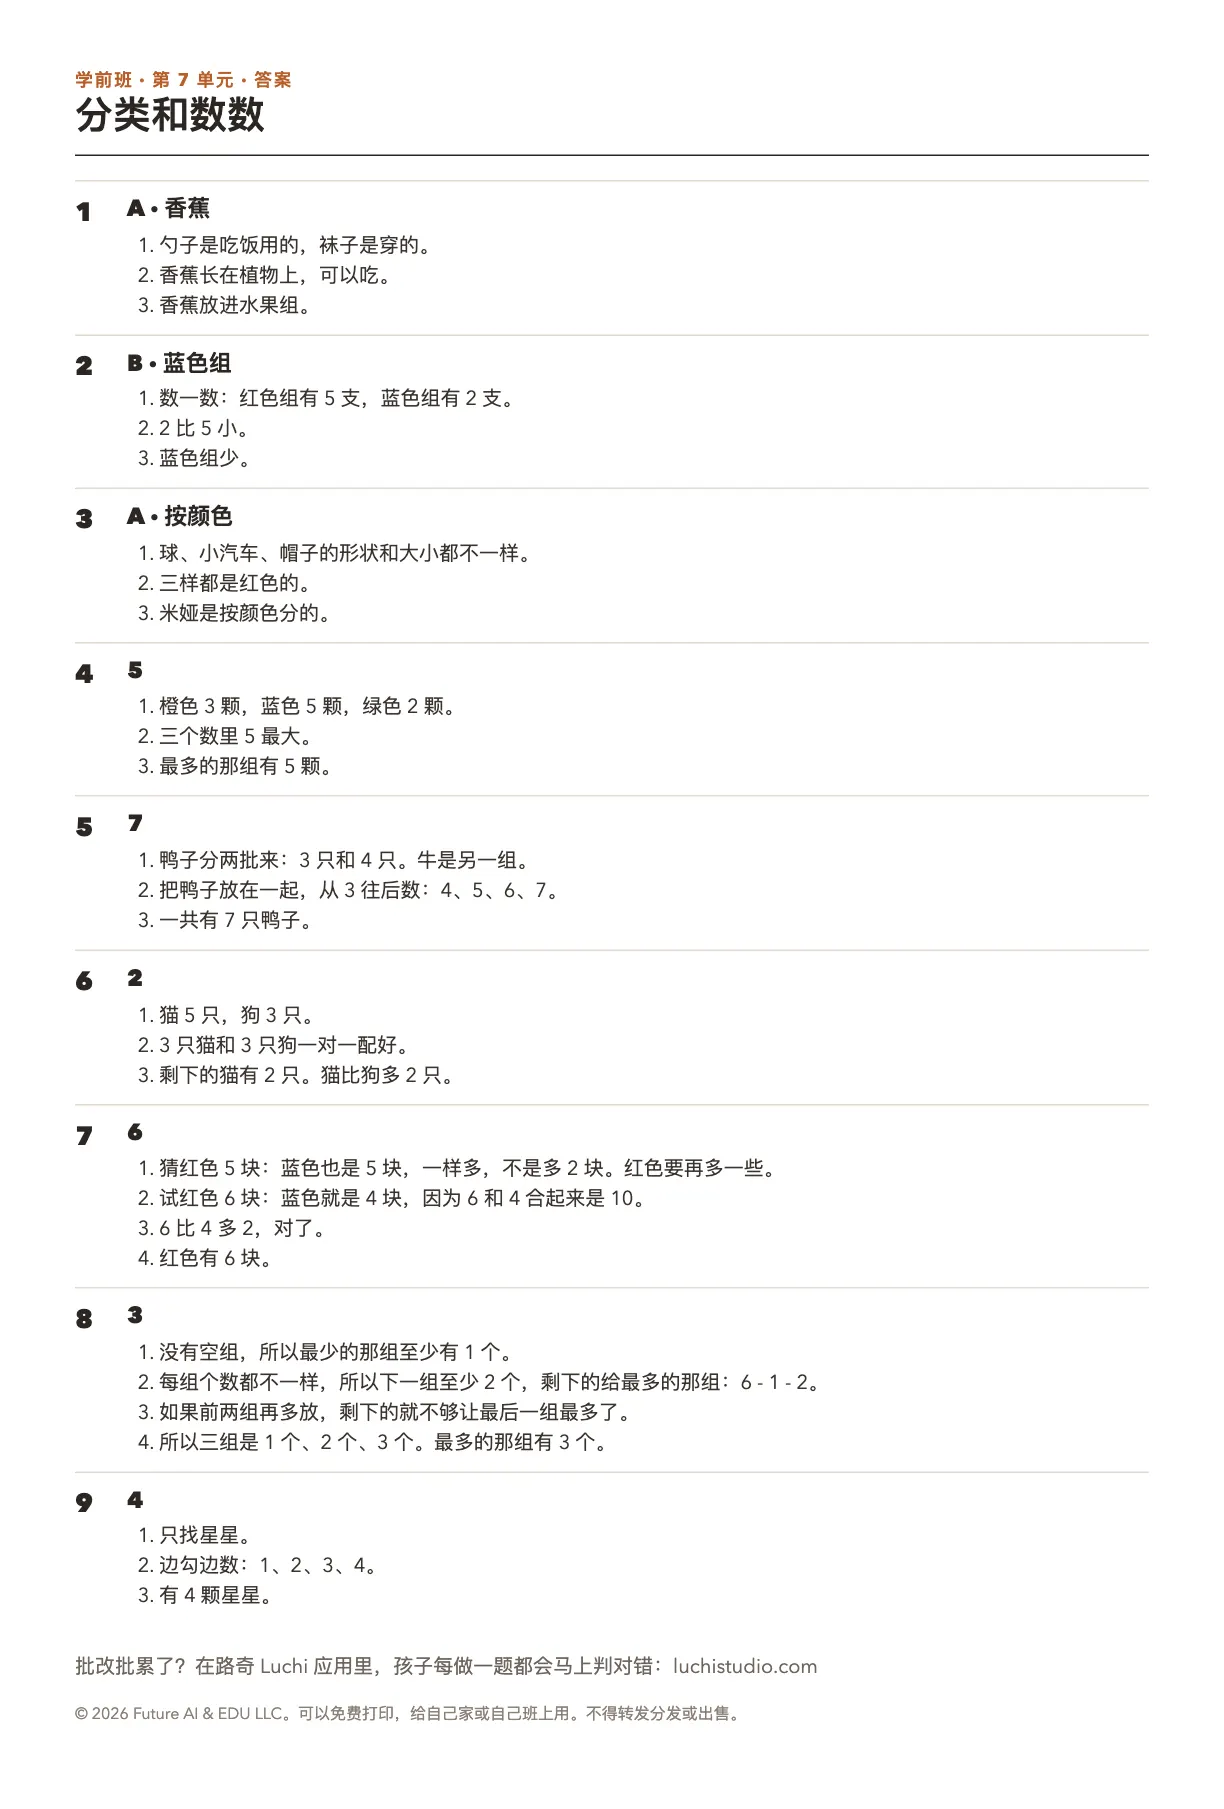 学前班 · 第 7 单元 · 答案
分类和数数
1 A · 香蕉
1. 勺子是吃饭用的，袜子是穿的。
2. 香蕉长在植物上，可以吃。
3. 香蕉放进水果组。
2 B · 蓝色组
1. 数一数：红色组有 5 支，蓝色组有 2 支。
2. 2 比 5 小。
3. 蓝色组少。
3 A · 按颜色
1. 球、小汽车、帽子的形状和大小都不一样。
2. 三样都是红色的。
3. 米娅是按颜色分的。
4 5
1. 橙色 3 颗，蓝色 5 颗，绿色 2 颗。
2. 三个数里 5 最大。
3. 最多的那组有 5 颗。
5 7
1. 鸭子分两批来：3 只和 4 只。牛是另一组。
2. 把鸭子放在一起，从 3 往后数：4、5、6、7。
3. 一共有 7 只鸭子。
6 2
1. 猫 5 只，狗 3 只。
2. 3 只猫和 3 只狗一对一配好。
3. 剩下的猫有 2 只。猫比狗多 2 只。
7 6
1. 猜红色 5 块：蓝色也是 5 块，一样多，不是多 2 块。红色要再多一些。
2. 试红色 6 块：蓝色就是 4 块，因为 6 和 4 合起来是 10。
3. 6 比 4 多 2，对了。
4. 红色有 6 块。
8 3
1. 没有空组，所以最少的那组至少有 1 个。
2. 每组个数都不一样，所以下一组至少 2 个，剩下的给最多的那组：6 - 1 - 2。
3. 如果前两组再多放，剩下的就不够让最后一组最多了。
4. 所以三组是 1 个、2 个、3 个。最多的那组有 3 个。
9 4
1. 只找星星。
2. 边勾边数：1、2、3、4。
3. 有 4 颗星星。
批改批累了？在路奇 Luchi 应用里，孩子每做一题都会马上判对错：luchistudio.com
© 2026 Future AI & EDU LLC。可以免费打印，给自己家或自己班上用。不得转发分发或出售。